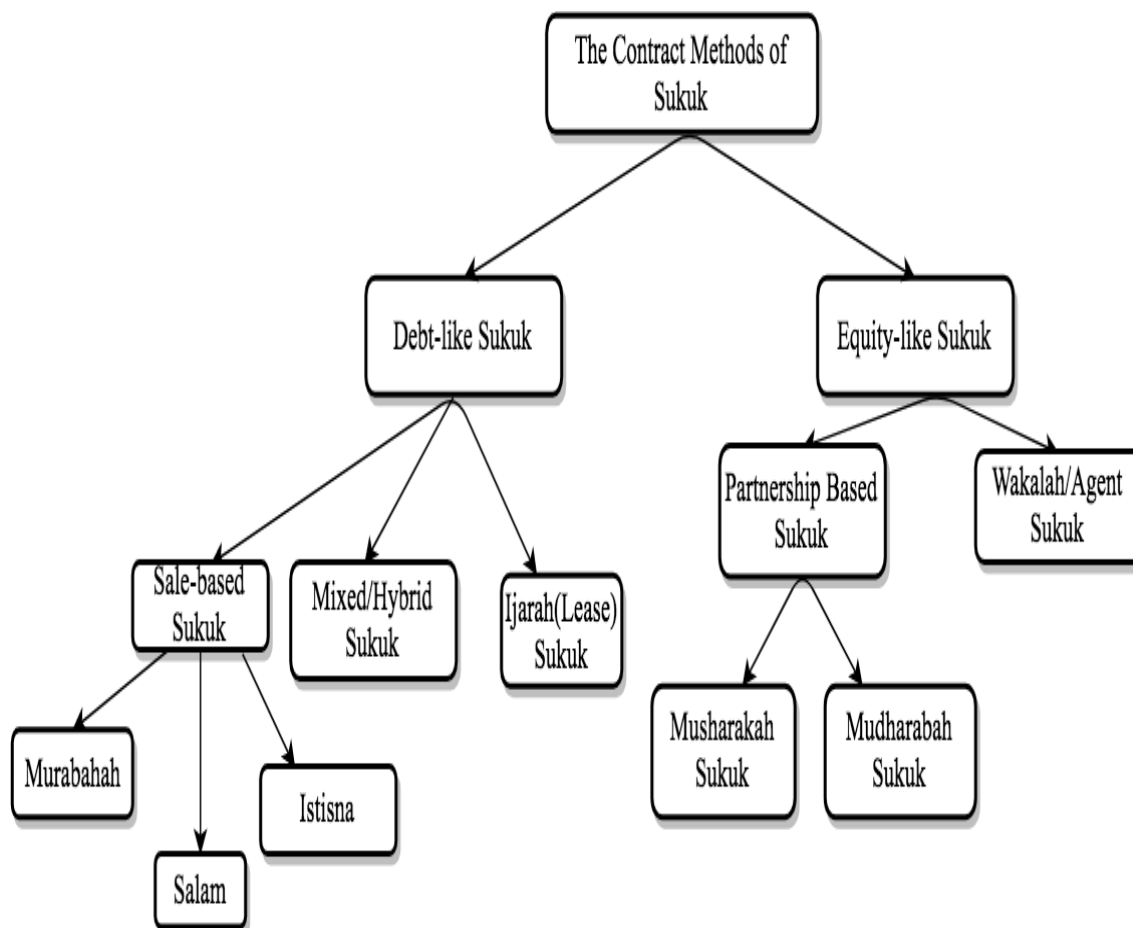 The Contract Methods of
Sukuk
Debt-like Sukuk
Equity-like Sukuk
Partnership Based
Sukuk
Wakalah/Agent
Sukuk
Sale-based
Sukuk
Mixed/Hybrid
Sukuk
Ijarah(Lease)
Sukuk
Musharakah
Sukuk
Mudharabah
Sukuk
Murabahah
Istisna
Salam